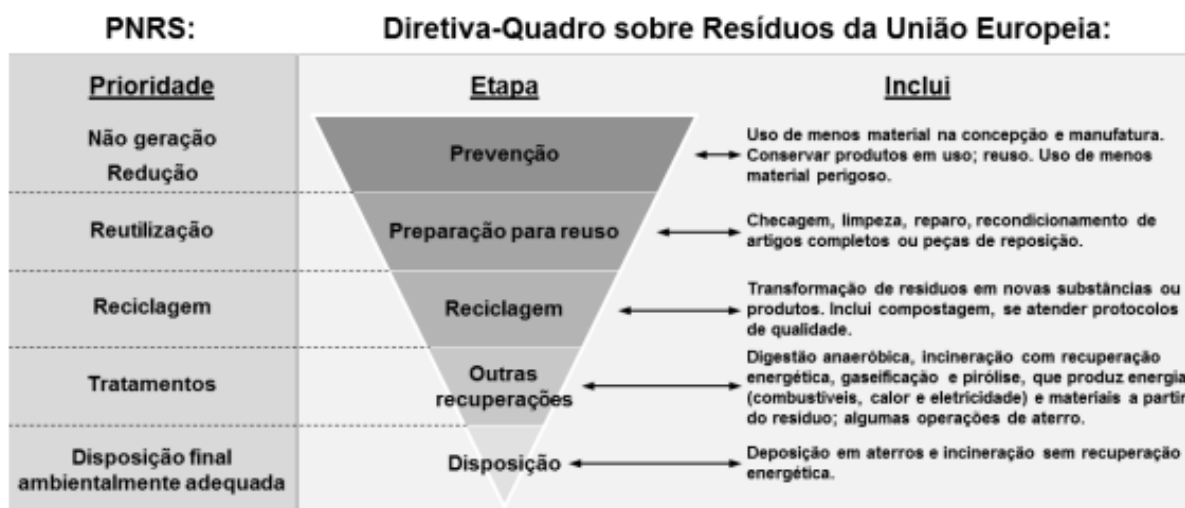 PNRS:
Diretiva-Quadro sobre Resíduos da União Europeia:
Prioridade
Etapa
Inclui
Não geração
Redução
Prevenção
Uso de menos material na concepção e manufatura.
Conservar produtos em uso; reuso. Uso de menos
material perigoso.
Reutilização
Preparação para reuso
Checagem, limpeza, reparo, recondicionamento de
artigos completos ou peças de reposição.
Reciclagem
Reciclagem
Transformação de resíduos em novas substâncias ou
produtos. Inclui compostagem, se atender protocolos
de qualidade.
Tratamentos
Outras
recuperações
Digestão anaeróbica, incineração com recuperação
energética, gaseificação e pirólise, que produz energia
(combustíveis, calor e eletricidade) e materiais a partir
do resíduo; algumas operações de aterro.
Disposição final
ambientalmente adequada
Disposição
Deposição em aterros e incineração sem recuperação
energética.